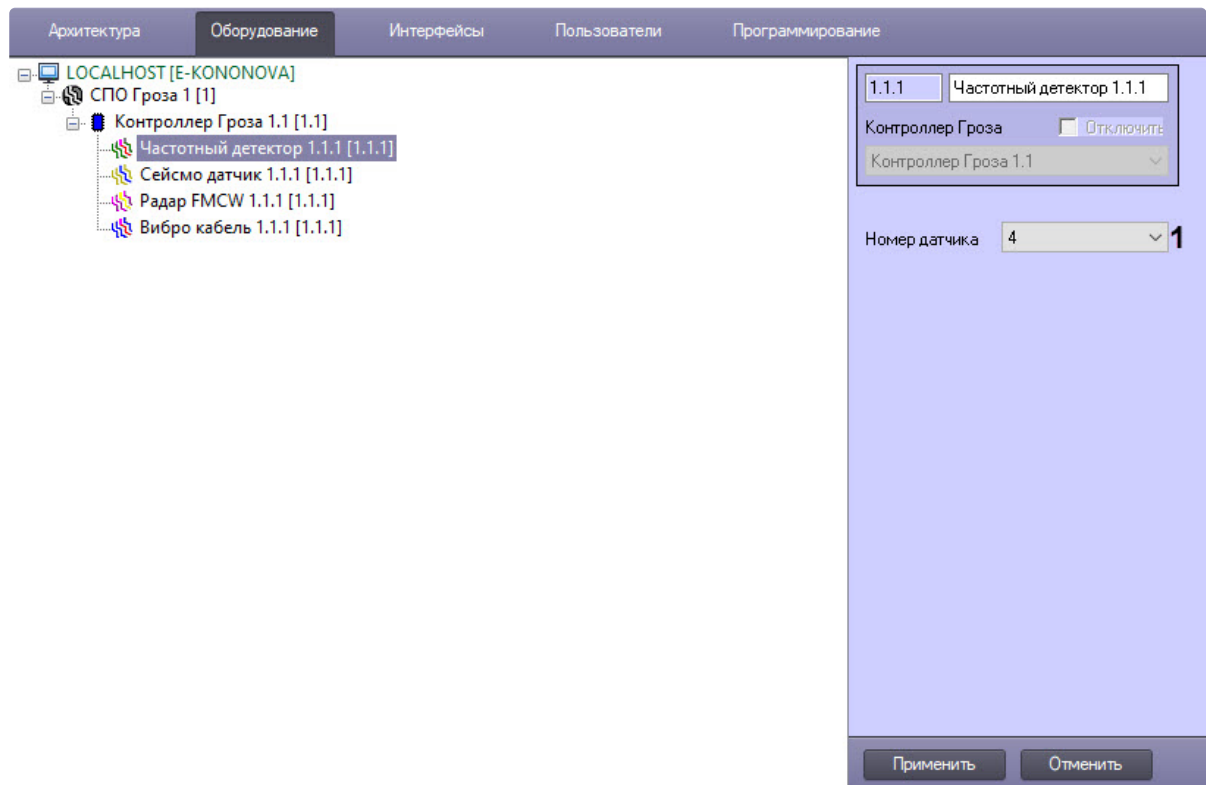 Архитектура Оборудование Интерфейсы Пользователи Программирование
LOCALHOST [E-KONONOVA]
СПО Гроза 1 [1]
Контроллер Гроза 1.1 [1.1]
Частотный детектор 1.1.1 [1.1.1]
Сейсмо датчик 1.1.1 [1.1.1]
Радар FMCW 1.1.1 [1.1.1]
Вибро кабель 1.1.1 [1.1.1]
1.1.1 Частотный детектор 1.1.1
Контроллер Гроза Отключить
Контроллер Гроза 1.1
Номер датчика 4 1
Применить Отменить